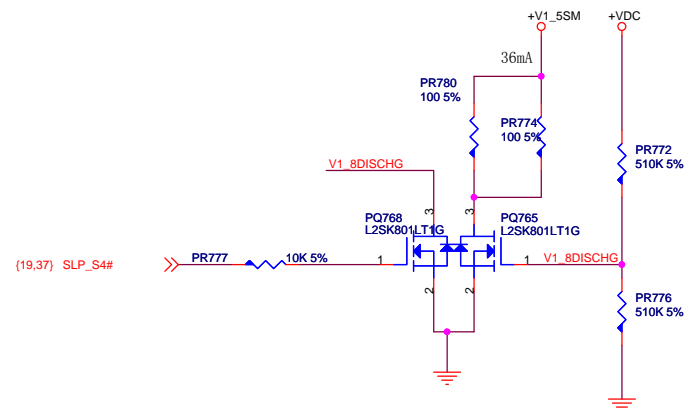 +V1_5SM
+VDC
36mA
PR780
100 5%
PR774
100 5%
PR772
510K 5%
V1_8DISCHG
3
3
PQ768
L2SK801LT1G
PQ765
L2SK801LT1G
{19,37} SLP_S4#
PR777
10K 5%
1
1
V1_8DISCHG
2
2
PR776
510K 5%